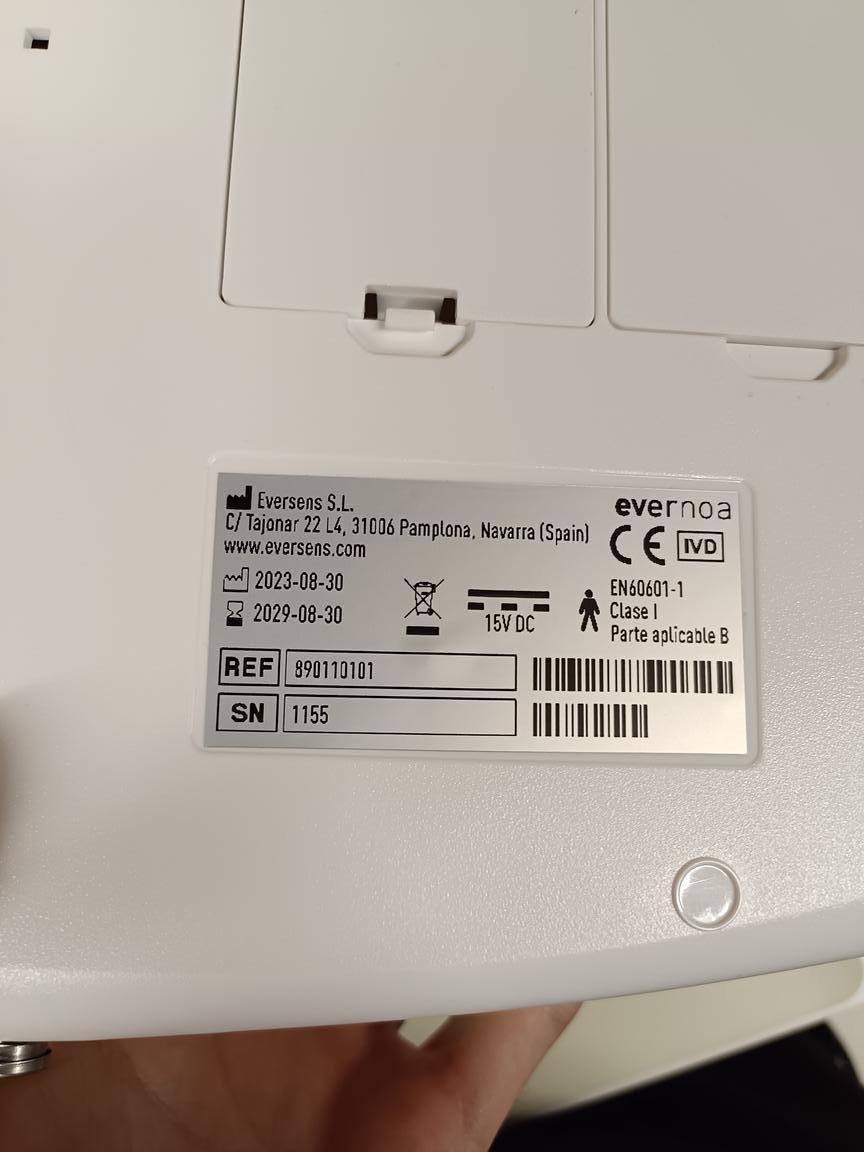 Eversens S.L.
C/ Tajonar 22 L4, 31006 Pamplona, Navarra (Spain)
www.eversens.com
evernoa
CE IVD
2023-08-30
2029-08-30
15V DC
EN60601-1
Clase I
Parte aplicable B
REF 890110101
SN 1155